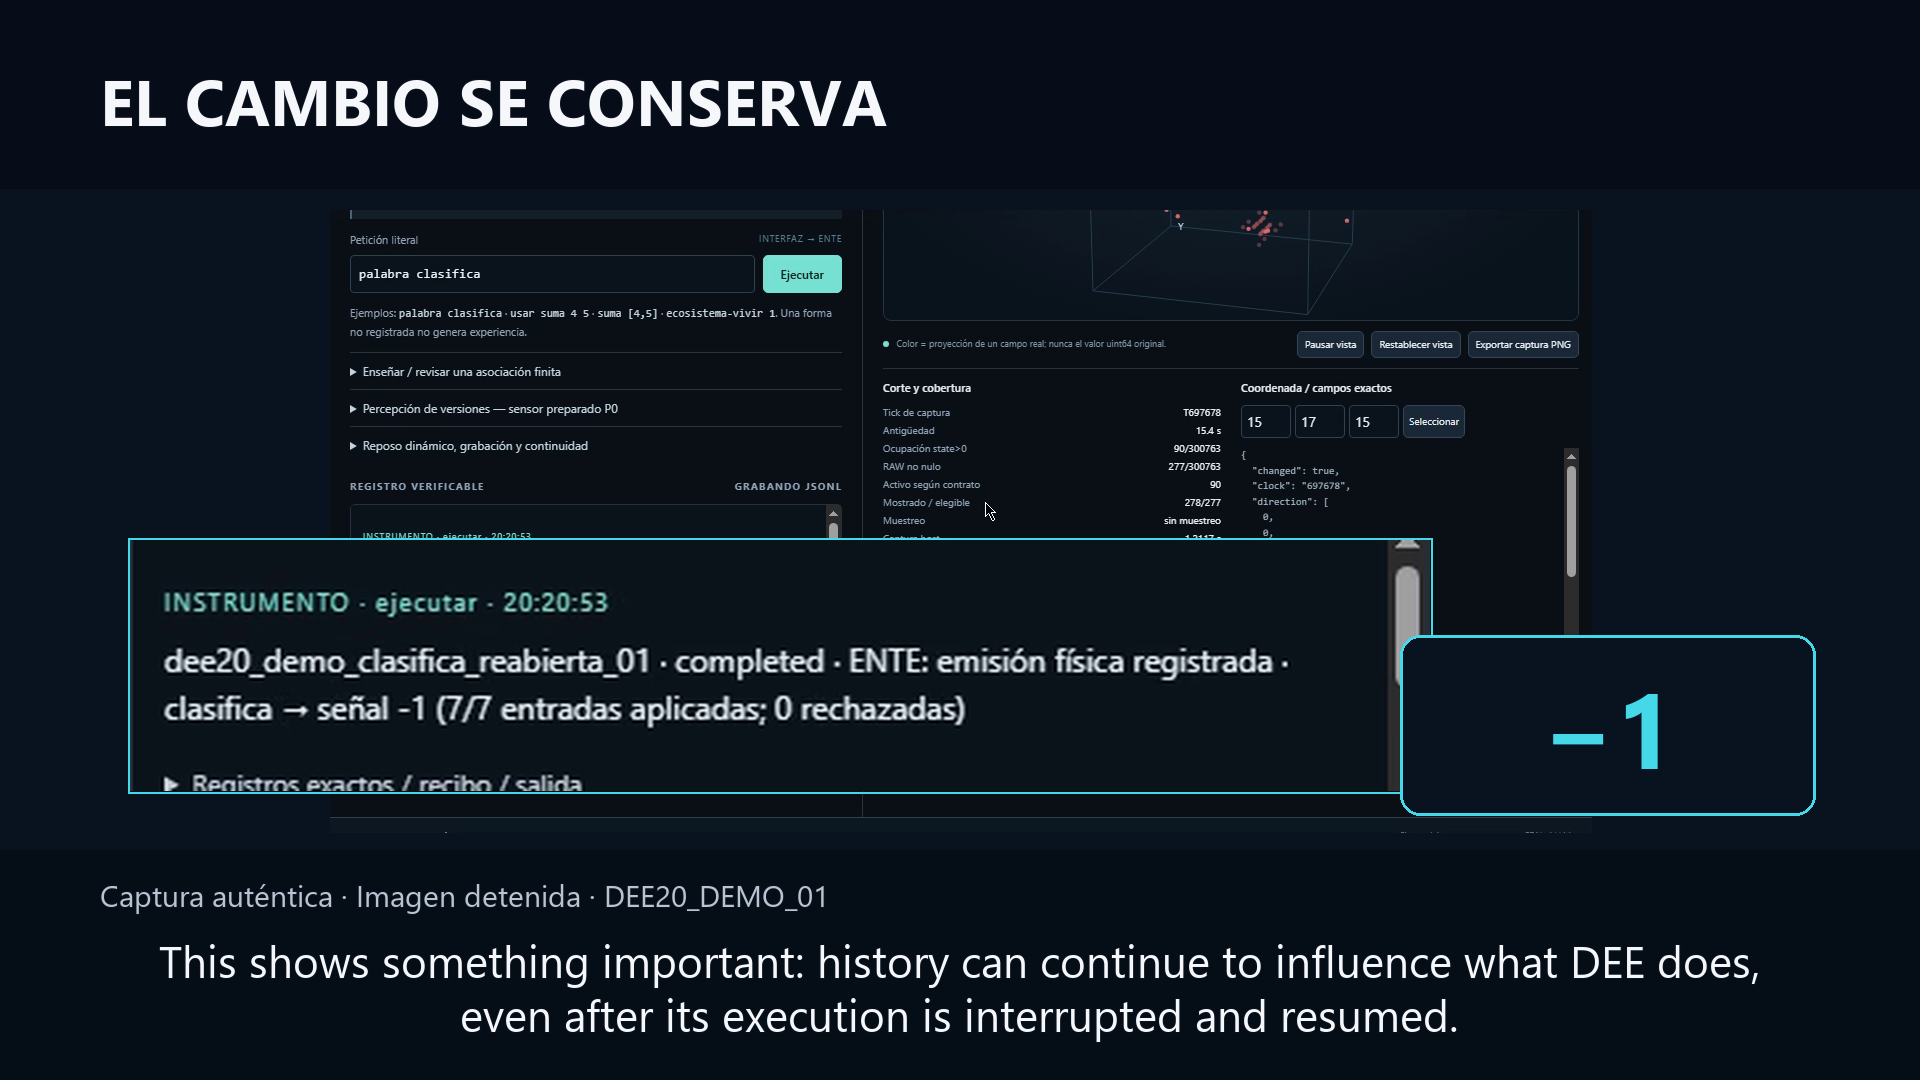 EL CAMBIO SE CONSERVA
Petición literal
INTERFAZ → ENTE
palabra clasifica
Ejecutar
Ejemplos: palabra clasifica · usar suma 4 5 · suma [4,5] · ecosistema-vivir 1. Una forma
no registrada no genera experiencia.
▶ Enseñar / revisar una asociación finita
▶ Percepción de versiones — sensor preparado P0
▶ Reposo dinámico, grabación y continuidad
REGISTRO VERIFICABLE
GRABANDO JSONL
INSTRUMENTO · ejecutar · 20:20:53
Y
Color = proyección de un campo real; nunca el valor uint64 original.
Pausar vista
Restablecer vista
Exportar captura PNG
Corte y cobertura
Tick de captura T697678
Antigüedad 15.4 s
Ocupación state>0 90/300763
RAW no nulo 277/300763
Activo según contrato 90
Mostrado / elegible 278/277
Muestreo sin muestreo
Coordenada / campos exactos
15 17 15 Seleccionar
{
"changed": true,
"clock": "697678",
"direction": [
0,
0,
INSTRUMENTO · ejecutar · 20:20:53
dee20_demo_clasifica_reabierta_01 · completed · ENTE: emisión física registrada ·
clasifica → señal -1 (7/7 entradas aplicadas; 0 rechazadas)
▶ Registros exactos / recibo / salida
−1
Captura auténtica · Imagen detenida · DEE20_DEMO_01
This shows something important: history can continue to influence what DEE does,
even after its execution is interrupted and resumed.